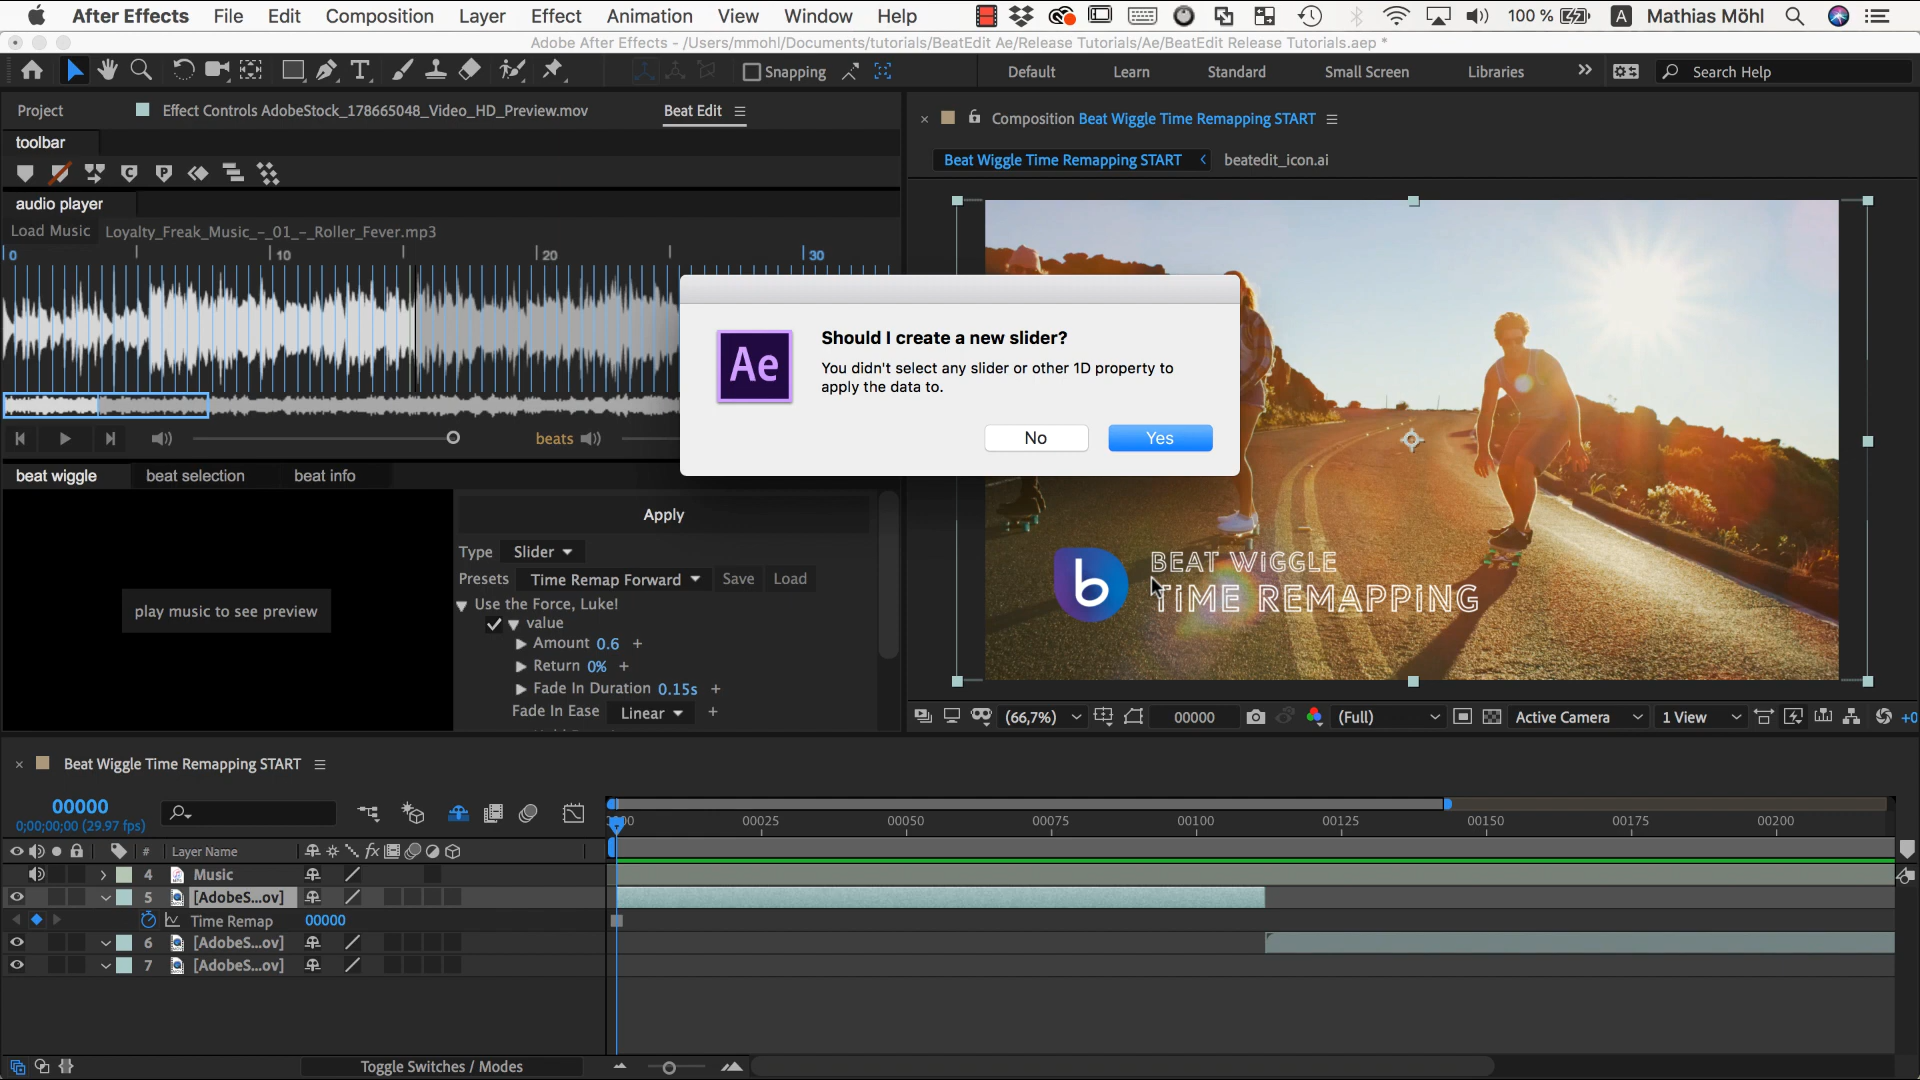 After Effects File Edit Composition Layer Effect Animation View Window Help 100 % A Mathias Möhl
Adobe After Effects - /Users/mmohl/Documents/tutorials/BeatEdit Ae/Release Tutorials/Ae/BeatEdit Release Tutorials.aep *
Snapping Default Learn Standard Small Screen Libraries Search Help
Project Effect Controls AdobeStock_178665048_Video_HD_Preview.mov Beat Edit
Composition Beat Wiggle Time Remapping START
toolbar
Beat Wiggle Time Remapping START beatedit_icon.ai
audio player
Load Music Loyalty_Freak_Music_-_01_-_Roller_Fever.mp3
0 10 20 30
Should I create a new slider?
You didn't select any slider or other 1D property to
apply the data to.
Ae
No Yes
beats
beat wiggle beat selection beat info
Apply
Type Slider
Presets Time Remap Forward Save Load
Use the Force, Luke!
value
Amount 0.6 +
Return 0% +
Fade In Duration 0.15s +
Fade In Ease Linear +
play music to see preview
b
BEAT WIGGLE
TIME REMAPPING
(66,7%) 00000 (Full) Active Camera 1 View +0
Beat Wiggle Time Remapping START
00000
0;00;00;00 (29.97 fps)
00025 00050 00075 00100 00125 00150 00175 00200
# Layer Name fx
4 Music
5 [AdobeS...ov]
Time Remap 00000
6 [AdobeS...ov]
7 [AdobeS...ov]
Toggle Switches / Modes